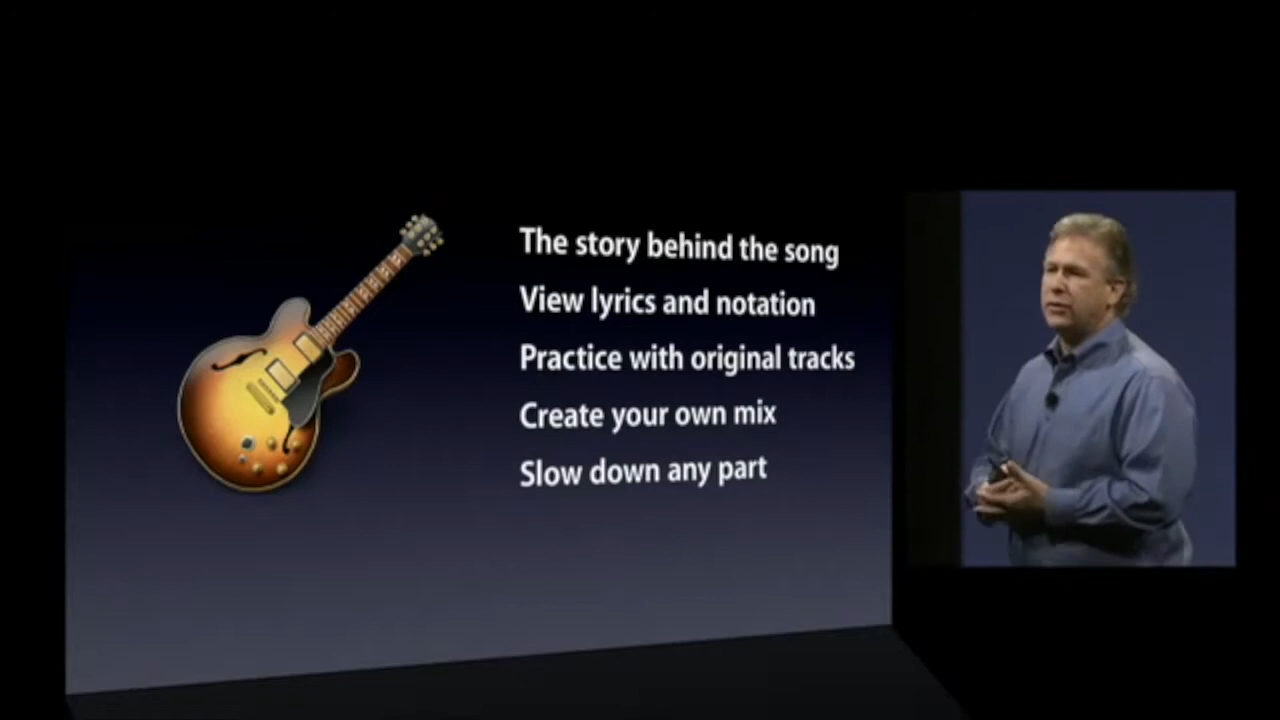 The story behind the song
View lyrics and notation
Practice with original tracks
Create your own mix
Slow down any part